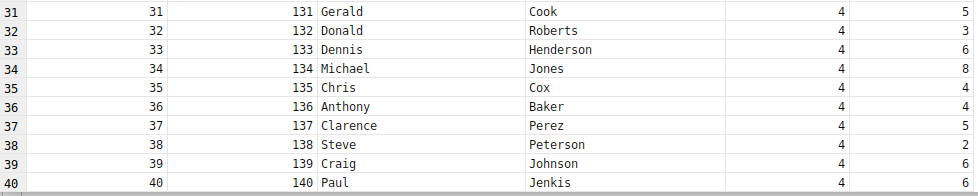 31 31 131 Gerald Cook 4 5
32 32 132 Donald Roberts 4 3
33 33 133 Dennis Henderson 4 6
34 34 134 Michael Jones 4 8
35 35 135 Chris Cox 4 4
36 36 136 Anthony Baker 4 4
37 37 137 Clarence Perez 4 5
38 38 138 Steve Peterson 4 2
39 39 139 Craig Johnson 4 6
40 40 140 Paul Jenkis 4 6